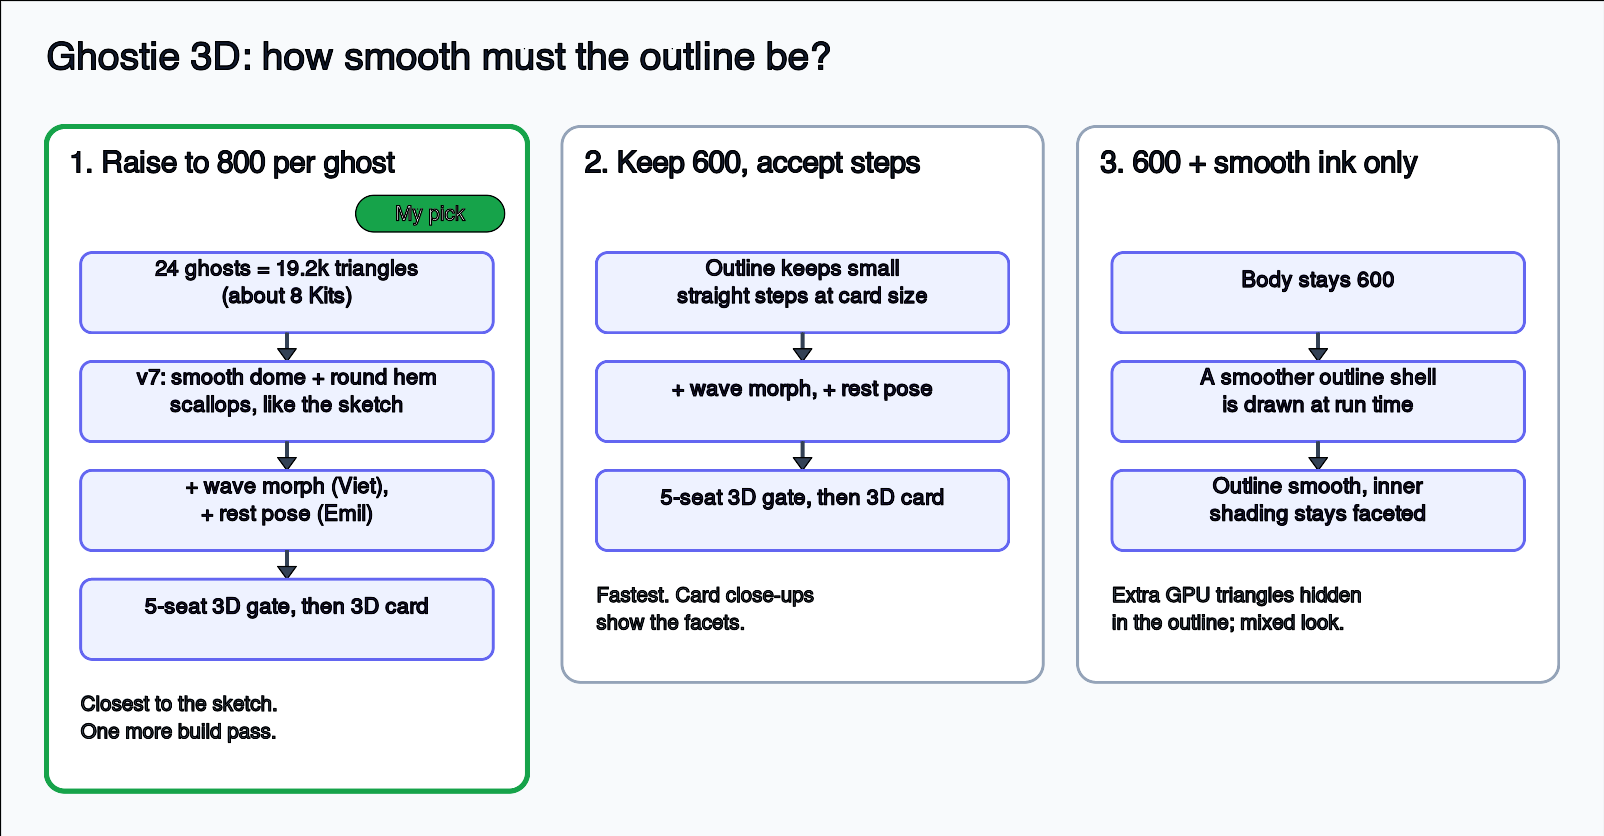 Ghostie 3D: how smooth must the outline be?
1. Raise to 800 per ghost
My pick
24 ghosts = 19.2k triangles
(about 8 Kits)
v7: smooth dome + round hem
scallops, like the sketch
+ wave morph (Viet),
+ rest pose (Emil)
5-seat 3D gate, then 3D card
Closest to the sketch.
One more build pass.
2. Keep 600, accept steps
Outline keeps small
straight steps at card size
+ wave morph, + rest pose
5-seat 3D gate, then 3D card
Fastest. Card close-ups
show the facets.
3. 600 + smooth ink only
Body stays 600
A smoother outline shell
is drawn at run time
Outline smooth, inner
shading stays faceted
Extra GPU triangles hidden
in the outline; mixed look.